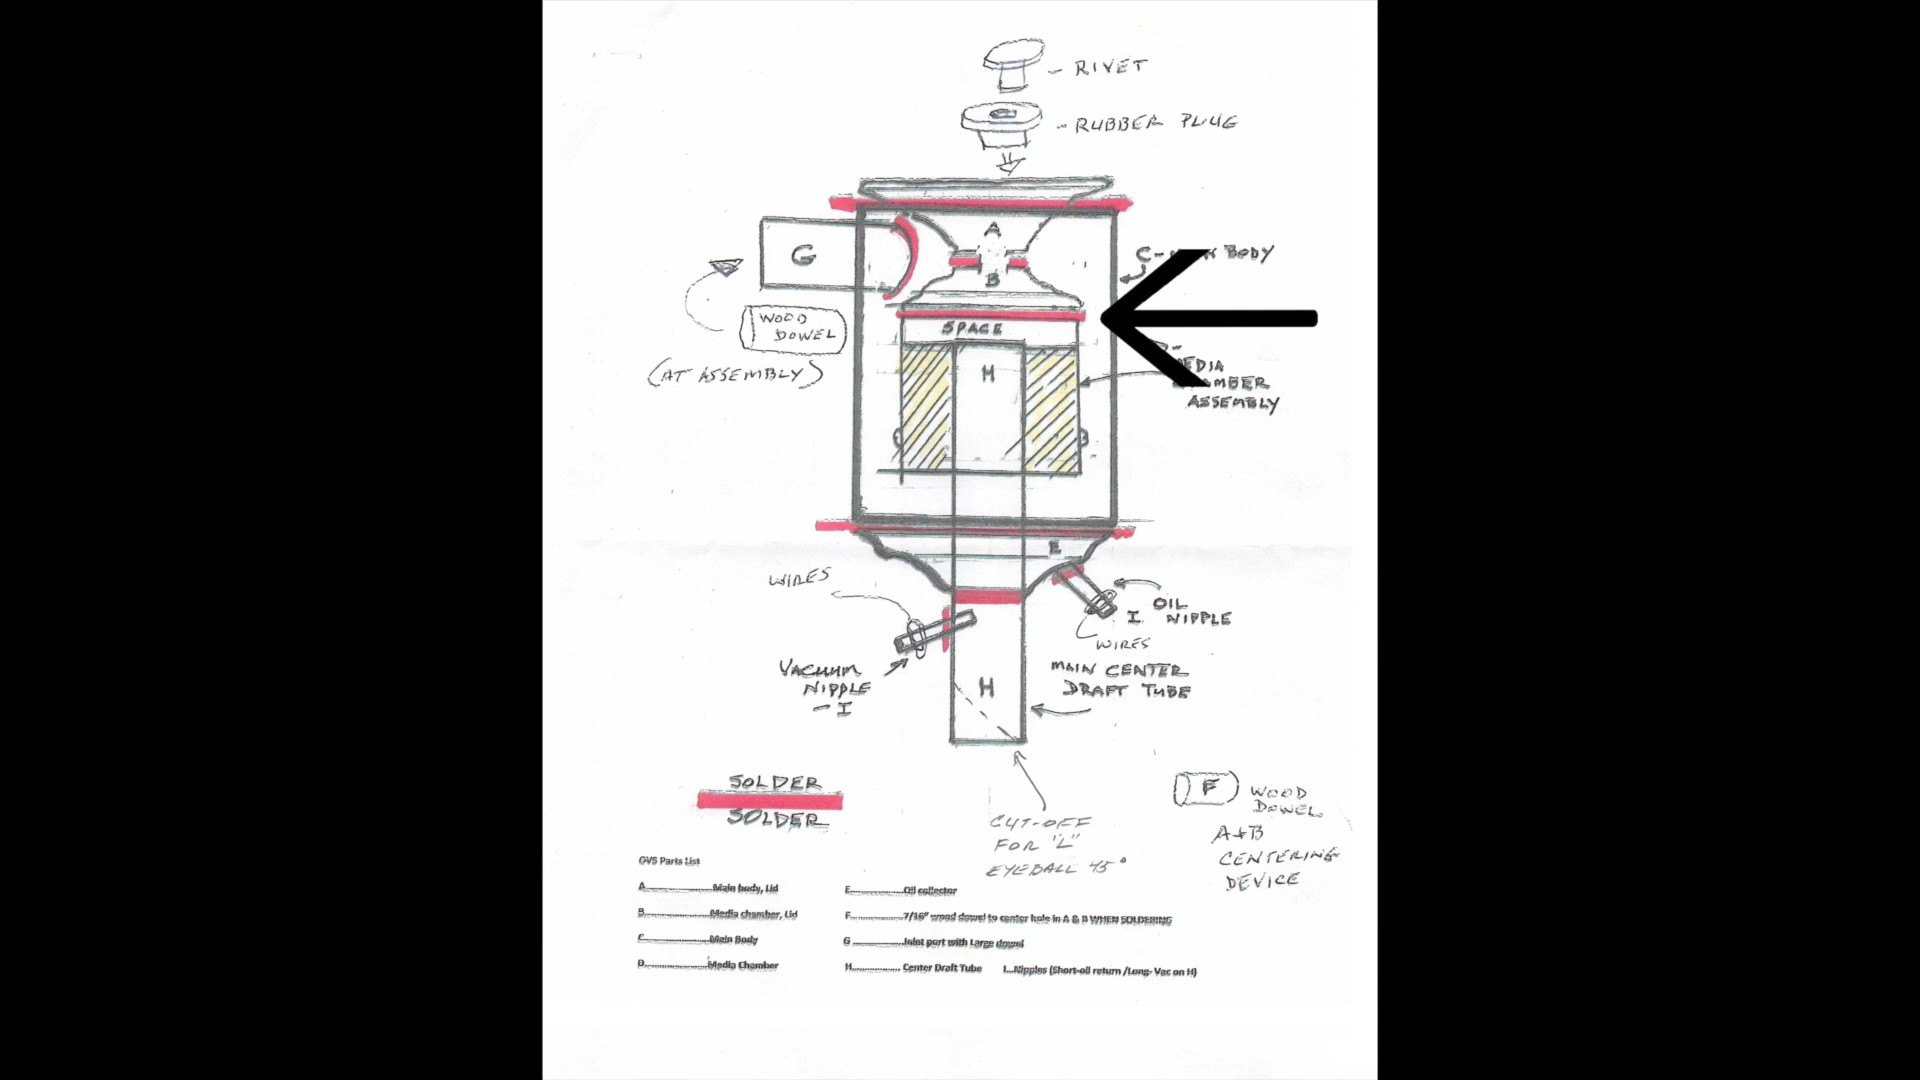 RIVET
RUBBER PLUG
A
G
C- BODY
B
WOOD
DOWEL
SPACE
(AT ASSEMBLY)
H
ASSEMBLY
E
WIRES
OIL
I NIPPLE
WIRES
VACUUM
NIPPLE
- I
MAIN CENTER
DRAFT TUBE
H
SOLDER
SOLDER
CUT-OFF
FOR "L"
EYEBALL 45°
F WOOD
DOWEL
A+B
CENTERING
DEVICE
GVS Parts List
A......................Main body, Lid
B......................Media chamber, Lid
C......................Main Body
D......................Media Chamber
E..................Oil collector
F..................7/16" wood dowel to center hole in A & B WHEN SOLDERING
G ................Inlet port with Large dowel
H................ Center Draft Tube I...Nipples (Short-oil return /Long- Vac on H)